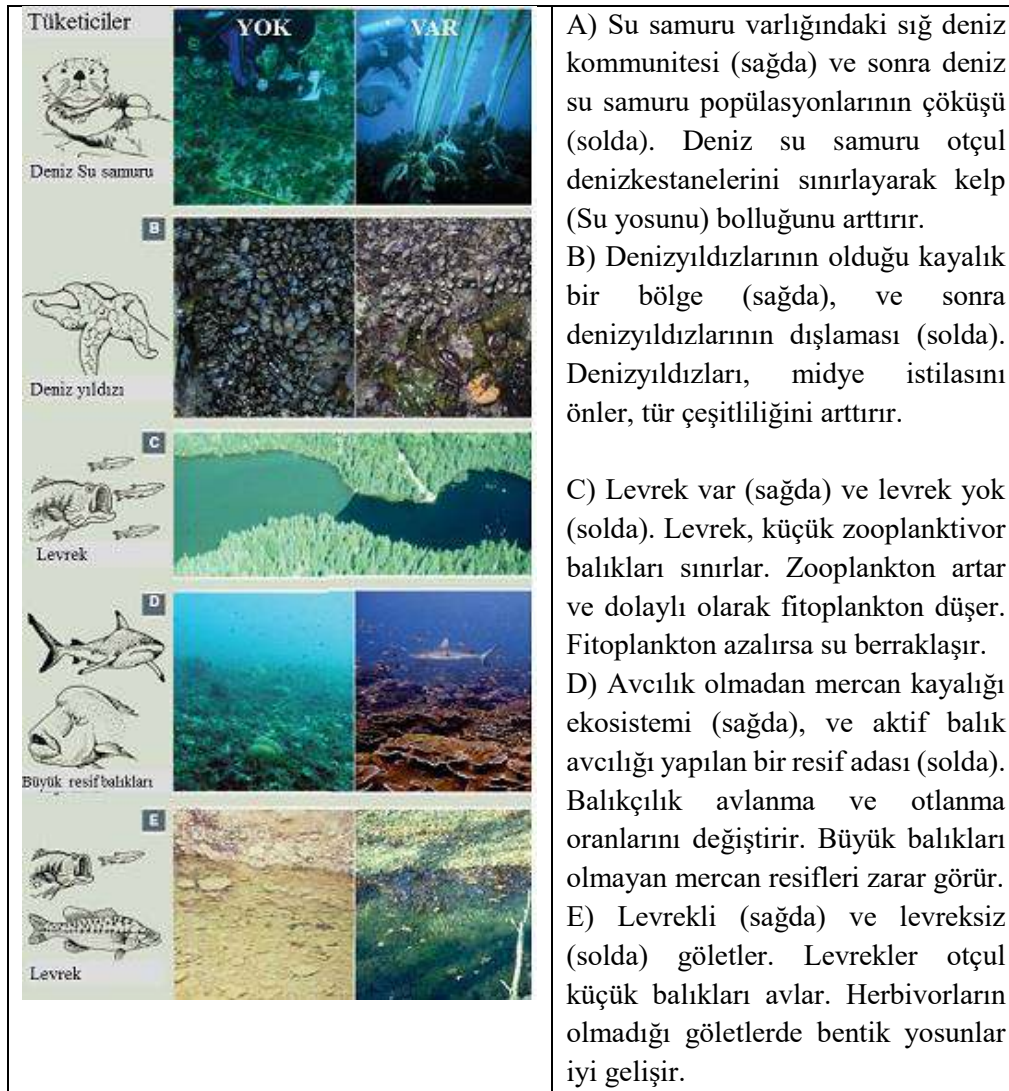 Tüketiciler
YOK
VAR
Deniz Su samuru
B
Deniz yıldızı
C
Levrek
D
Büyük resif balıkları
E
Levrek
A) Su samuru varlığındaki sığ deniz
kommunitesi (sağda) ve sonra deniz
su samuru popülasyonlarının çöküşü
(solda). Deniz su samuru otçul
denizkestanelerini sınırlayarak kelp
(Su yosunu) bolluğunu arttırır.
B) Denizyıldızlarının olduğu kayalık
bir bölge (sağda), ve sonra
denizyıldızlarının dışlaması (solda).
Denizyıldızları, midye istilasını
önler, tür çeşitliliğini arttırır.
C) Levrek var (sağda) ve levrek yok
(solda). Levrek, küçük zooplanktivor
balıkları sınırlar. Zooplankton artar
ve dolaylı olarak fitoplankton düşer.
Fitoplankton azalırsa su berraklaşır.
D) Avcılık olmadan mercan kayalığı
ekosistemi (sağda), ve aktif balık
avcılığı yapılan bir resif adası (solda).
Balıkçılık avlanma ve otlanma
oranlarını değiştirir. Büyük balıkları
olmayan mercan resifleri zarar görür.
E) Levrekli (sağda) ve levreksiz
(solda) göletler. Levrekler otçul
küçük balıkları avlar. Herbivorların
olmadığı göletlerde bentik yosunlar
iyi gelişir.